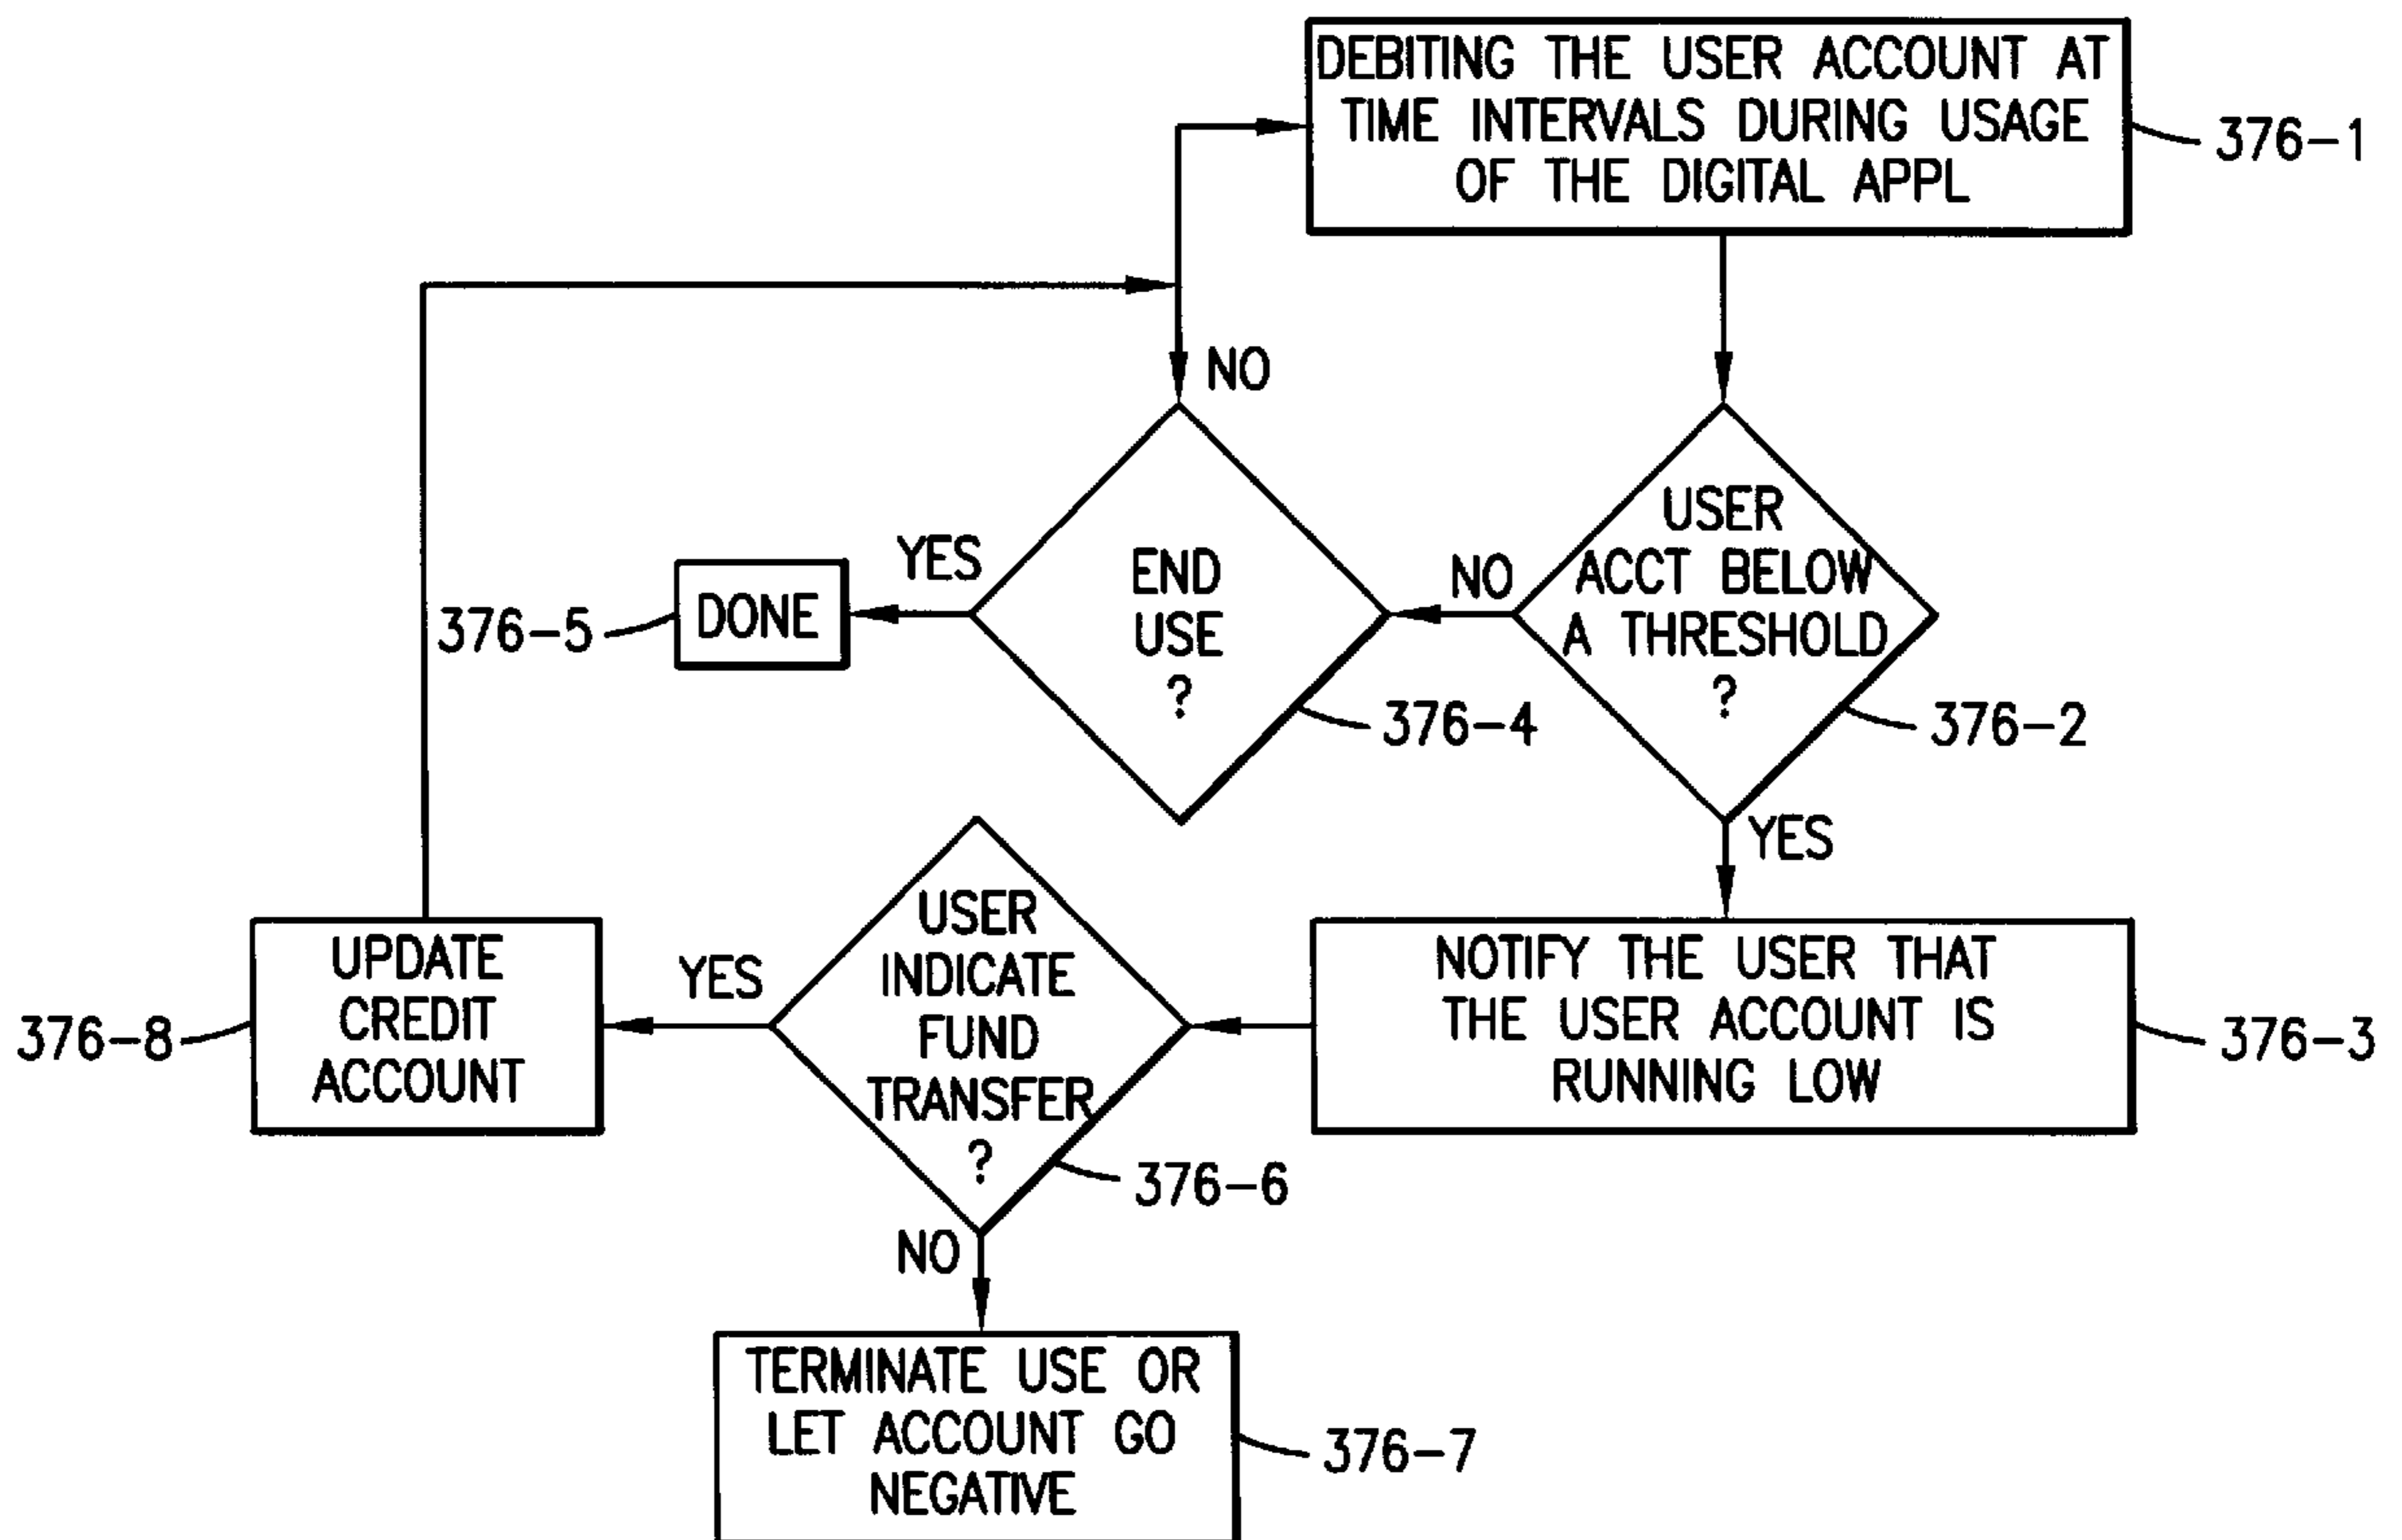 DEBITING THE USER ACCOUNT AT
TIME INTERVALS DURING USAGE
OF THE DIGITAL APPL
376-1
NO
USER
ACCT BELOW
A THRESHOLD
?
376-2
NO
END
USE
?
376-4
YES
DONE
376-5
YES
NOTIFY THE USER THAT
THE USER ACCOUNT IS
RUNNING LOW
376-3
USER
INDICATE
FUND
TRANSFER
?
376-6
YES
UPDATE
CREDIT
ACCOUNT
376-8
NO
TERMINATE USE OR
LET ACCOUNT GO
NEGATIVE
376-7